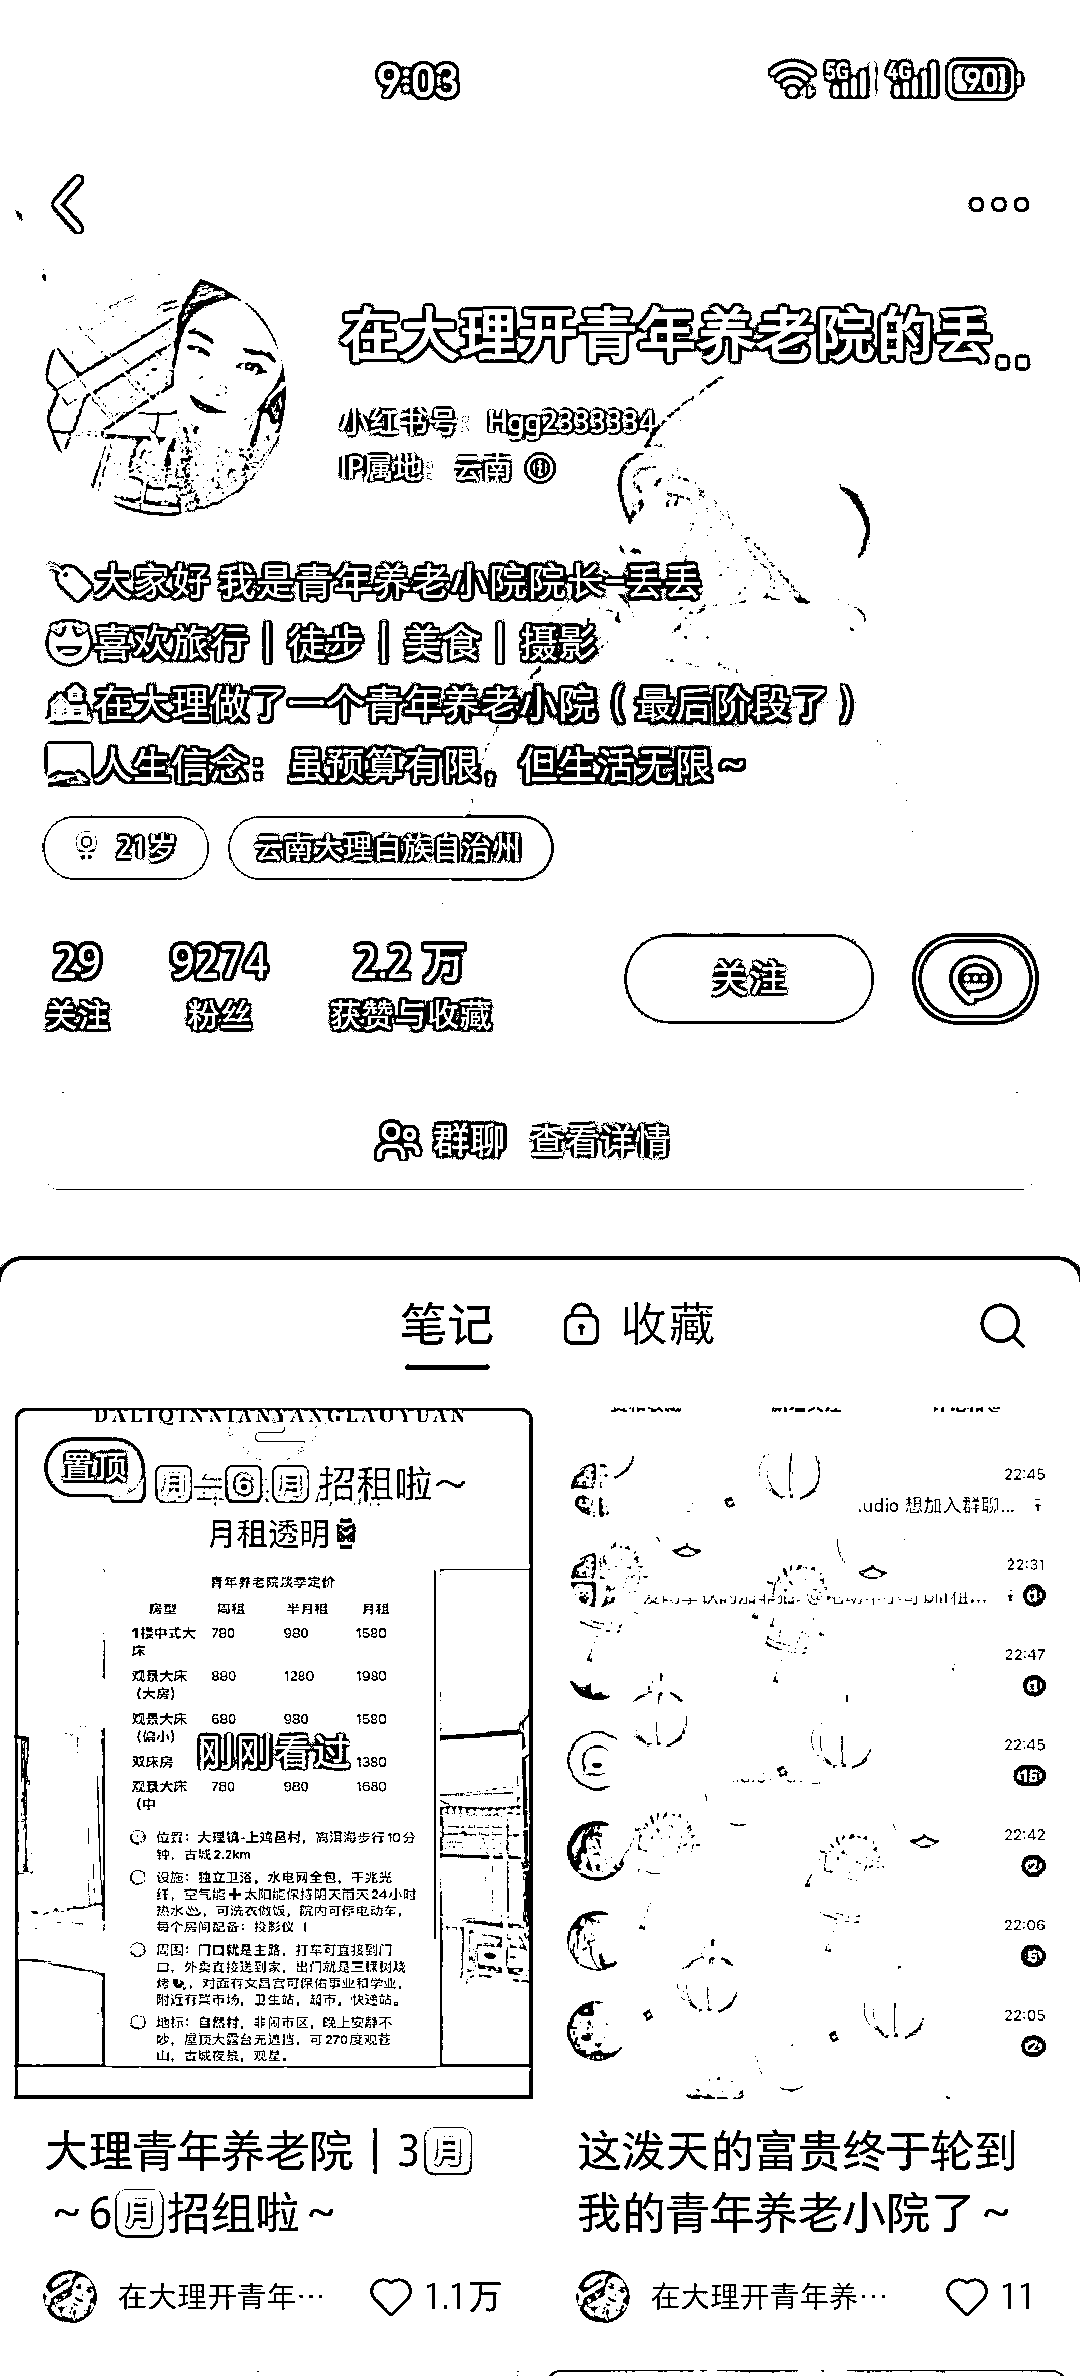 9:03
5G 4G 90
在大理开青年养老院的丢...
小红书号：Hgg2333334
IP属地：云南
大家好 我是青年养老小院院长-丢丢
喜欢旅行｜徒步｜美食｜摄影
在大理做了一个青年养老小院（最后阶段了）
人生信念：虽预算有限，但生活无限～
21岁
云南大理白族自治州
29 9274 2.2 万
关注 粉丝 获赞与收藏
关注
群聊 查看详情
笔记 收藏
DALIQINNIANYANGLAOYUAN
置顶
月—6月招租啦～
月租透明
青年养老院淡季定价
房型 周租 半月租 月租
1楼中式大床 780 980 1580
观景大床（大房） 880 1280 1980
观景大床（偏小） 680 980 1580
双床房 1380
刚刚看过
观景大床（中 780 980 1680
位置：大理镇-上鸡邑村，离洱海步行10分
钟，古城2.2km
设施：独立卫浴，水电网全包，千兆光
纤，空气能+太阳能保持阴天雨天24小时
热水♨，可洗衣做饭，院内可停电动车，
每个房间配备：投影仪
周围：门口就是主路，打车可直接到门
口，外卖直接送到家，出门就是三棵树烧
烤，对面有文昌宫可保佑事业和学业，
附近有菜市场，卫生站，超市，快递站。
地标：自然村，非闹市区，晚上安静不
吵，屋顶大露台无遮挡，可270度观苍
山，古城夜景，观星。
22:45
udio 想加入群聊...
22:31
22:47
22:45
15
22:42
2
22:06
22:05
2
大理青年养老院｜3月
～6月招组啦～
在大理开青年… 1.1万
这泼天的富贵终于轮到
我的青年养老小院了～
在大理开青年养… 11